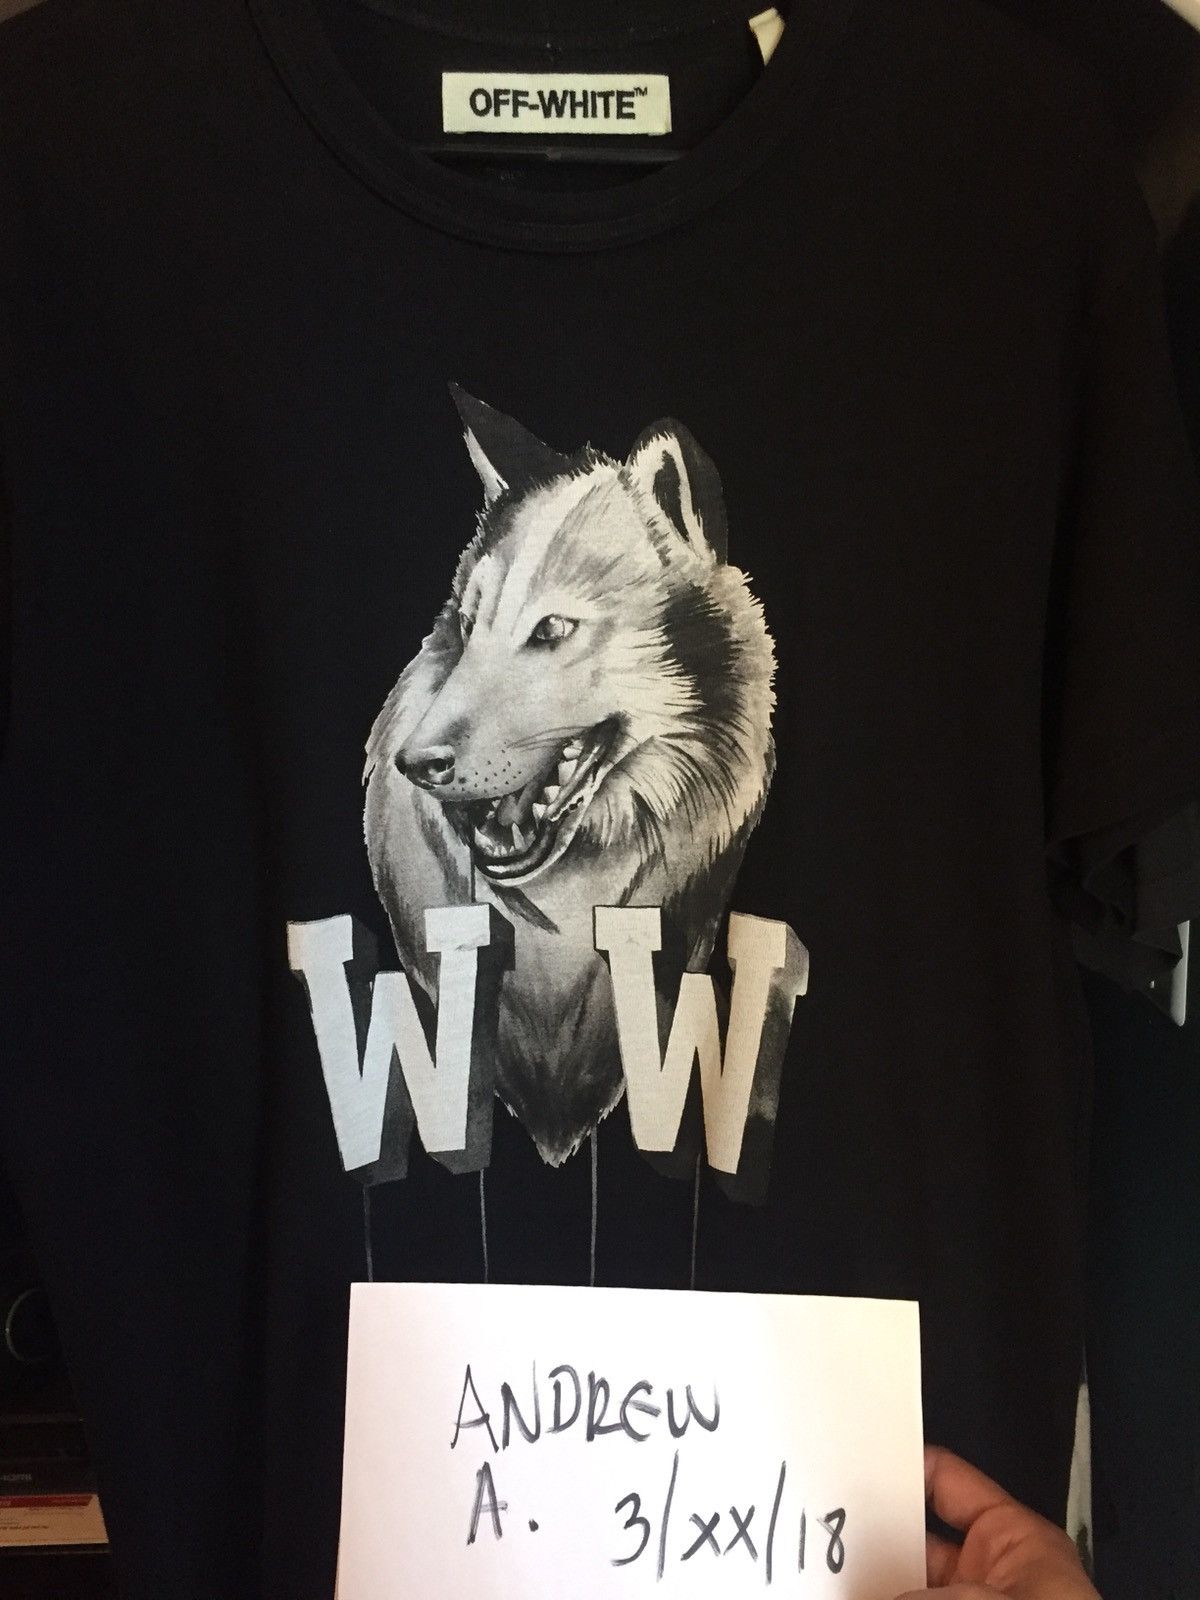 OFF-WHITE™
W W
ANDREW
A. 3/xx/18